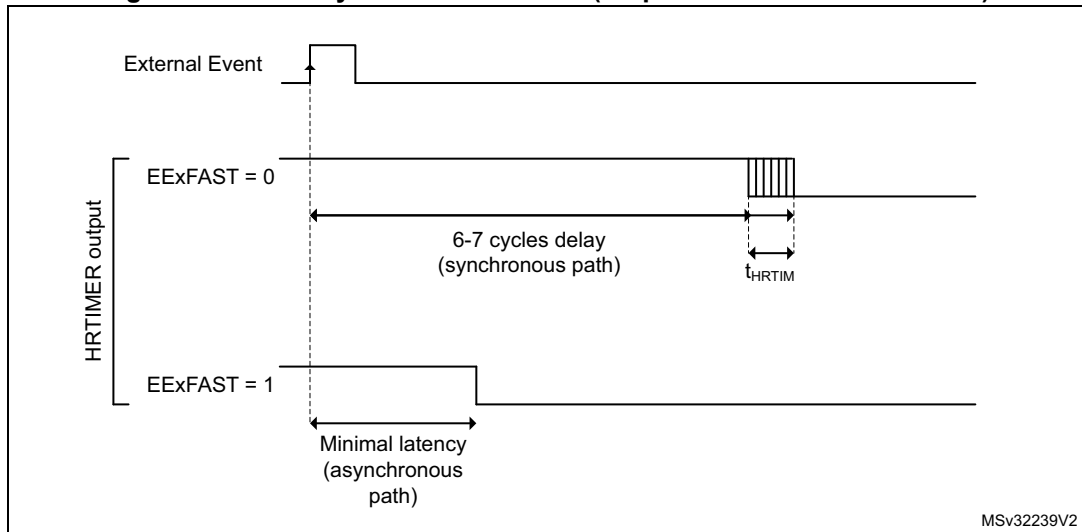 External Event
EExFAST = 0
6-7 cycles delay
(synchronous path)
tHRTIM
HRTIMER output
EExFAST = 1
Minimal latency
(asynchronous
path)
MSv32239V2